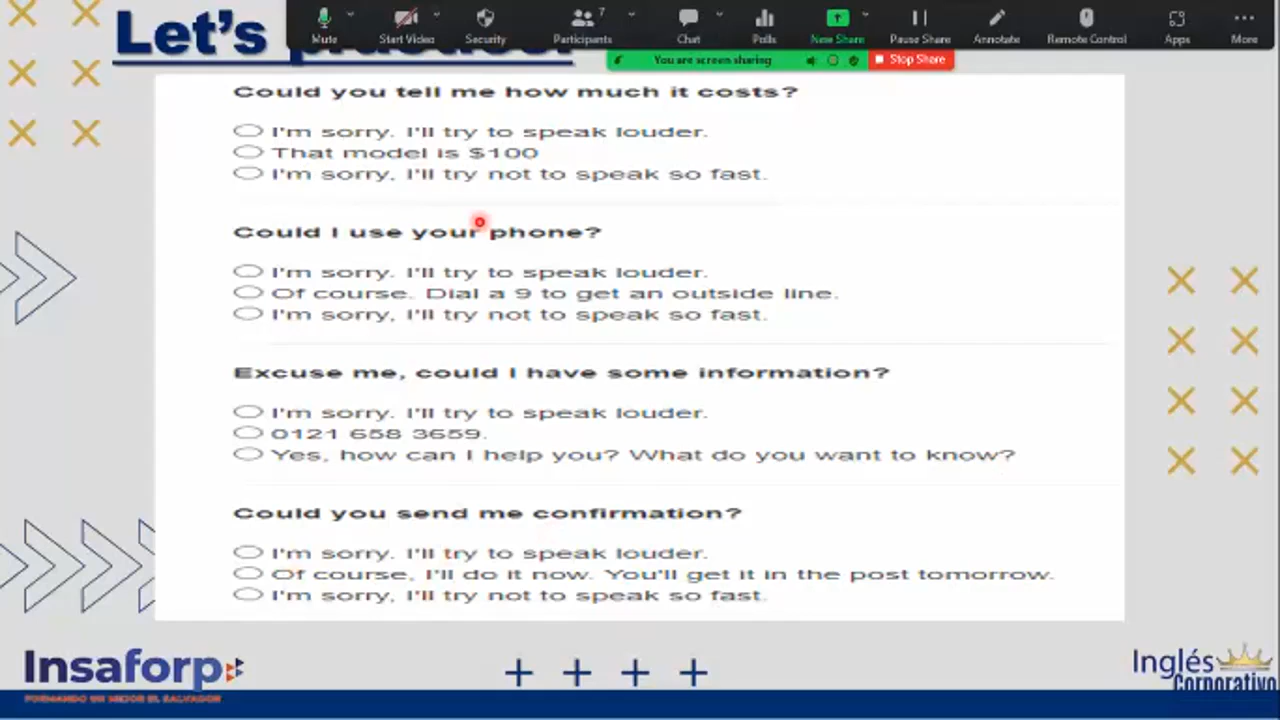 Let's
Mute
Start Video
Security
7
Participants
Chat
Polls
New Share
Pause Share
Annotate
Remote Control
Apps
More
You are screen sharing
Stop Share
Could you tell me how much it costs?
I'm sorry. I'll try to speak louder.
That model is $100
I'm sorry, I'll try not to speak so fast.
Could I use your phone?
I'm sorry. I'll try to speak louder.
Of course. Dial a 9 to get an outside line.
I'm sorry, I'll try not to speak so fast.
Excuse me, could I have some information?
I'm sorry. I'll try to speak louder.
0121 658 3659.
Yes, how can I help you? What do you want to know?
Could you send me confirmation?
I'm sorry. I'll try to speak louder.
Of course, I'll do it now. You'll get it in the post tomorrow.
I'm sorry, I'll try not to speak so fast.
Insaforp
FORMANDO UN MEJOR EL SALVADOR
Inglés
Corporativo